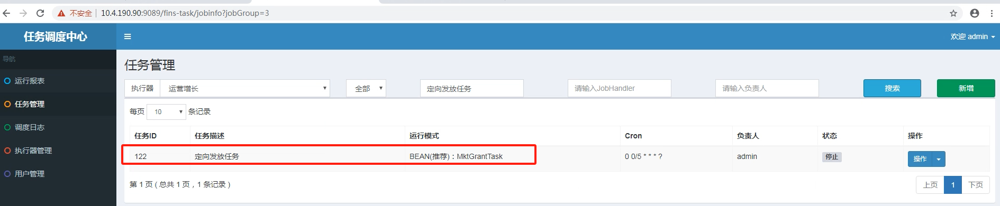 不安全 10.4.190.90:9089/fins-task/jobinfo?jobGroup=3
任务调度中心 欢迎 admin
导航
运行报表
任务管理
调度日志
执行器管理
用户管理
任务管理
执行器 运营增长 全部 定向发放任务 请输入JobHandler 请输入负责人 搜索 新增
每页 10 条记录
任务ID 任务描述 运行模式 Cron 负责人 状态 操作
122 定向发放任务 BEAN(推荐)：MktGrantTask 0 0/5 * * * ? admin 停止 操作
第 1 页 ( 总共 1 页，1 条记录 ) 上页 1 下页